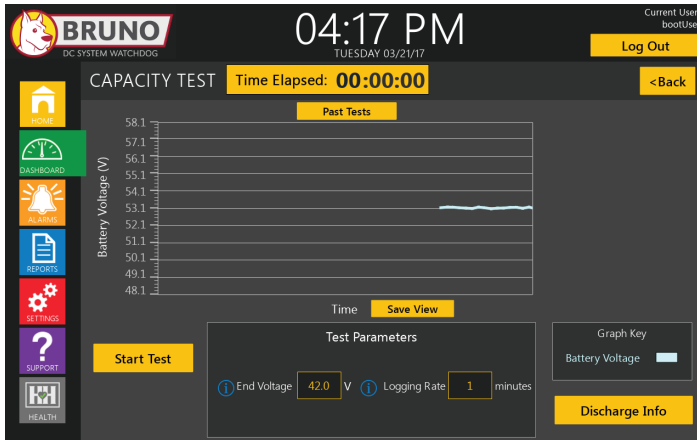 BRUNO
DC SYSTEM WATCHDOG
04:17 PM
TUESDAY 03/21/17
Current User
bootUse
Log Out
CAPACITY TEST
Time Elapsed: 00:00:00
<Back
HOME
DASHBOARD
ALARMS
REPORTS
SETTINGS
?
SUPPORT
HEALTH
Past Tests
Battery Voltage (V)
58.1
57.1
56.1
55.1
54.1
53.1
52.1
51.1
50.1
49.1
48.1
Time
Save View
Start Test
Test Parameters
i End Voltage 42.0 V i Logging Rate 1 minutes
Graph Key
Battery Voltage
Discharge Info